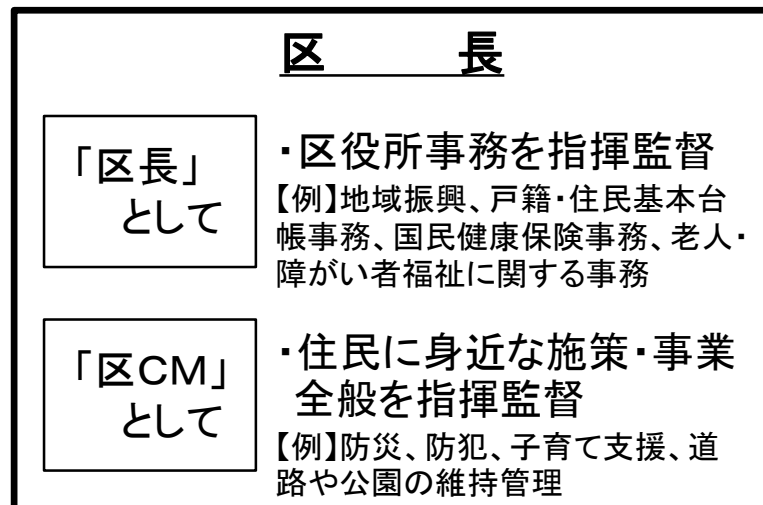 区　　　長
「区長」
として
・区役所事務を指揮監督
【例】地域振興、戸籍・住民基本台
帳事務、国民健康保険事務、老人・
障がい者福祉に関する事務
「区CM」
として
・住民に身近な施策・事業
全般を指揮監督
【例】防災、防犯、子育て支援、道
路や公園の維持管理